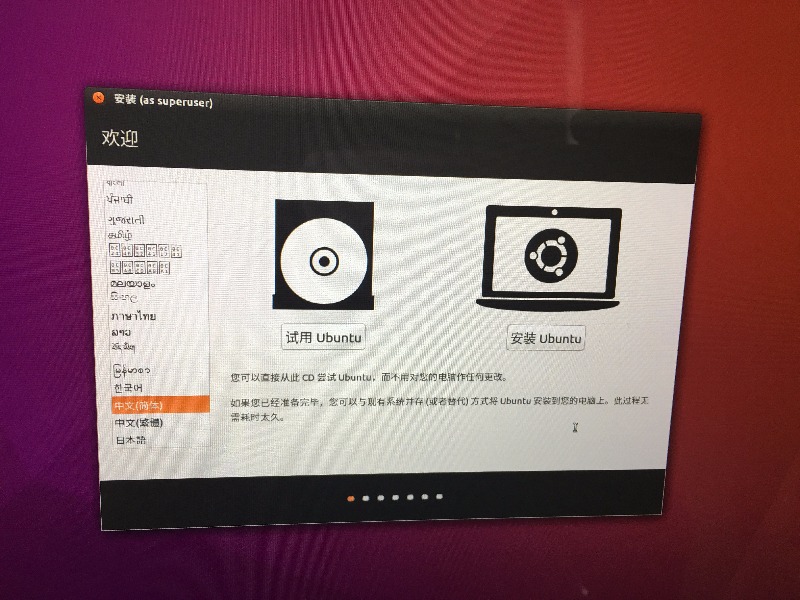 安装 (as superuser)
欢迎
বাংলা
ਪੰਜਾਬੀ
ગુજરાતી
தமிழ்
മലയാളം
සිංහල
ภาษาไทย
ລາວ
မြန်မာစာ
한국어
中文(简体)
中文(繁體)
日本語
试用 Ubuntu
安装 Ubuntu
您可以直接从此 CD 尝试 Ubuntu，而不用对您的电脑作任何更改。
如果您已经准备完毕，您可以与现有系统并存 (或者替代) 方式将 Ubuntu 安装到您的电脑上。此过程无
需耗时太久。